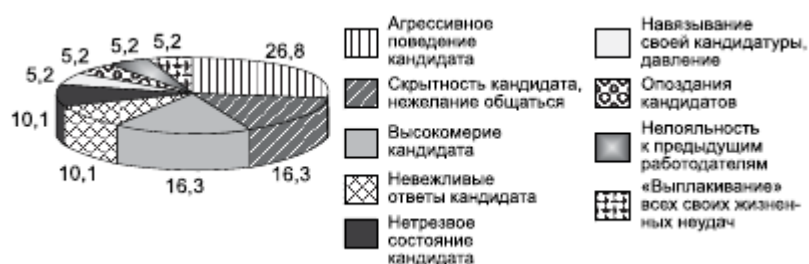 5,2
5,2
5,2
5,2
10,1
10,1
16,3
16,3
26,8
Агрессивное
поведение
кандидата
Скрытность кандидата,
нежелание общаться
Высокомерие
кандидата
Невежливые
ответы кандидата
Нетрезвое
состояние
кандидата
Навязывание
своей кандидатуры,
давление
Опоздания
кандидатов
Нелояльность
к предыдущим
работодателям
«Выплакивание»
всех своих жизнен-
ных неудач